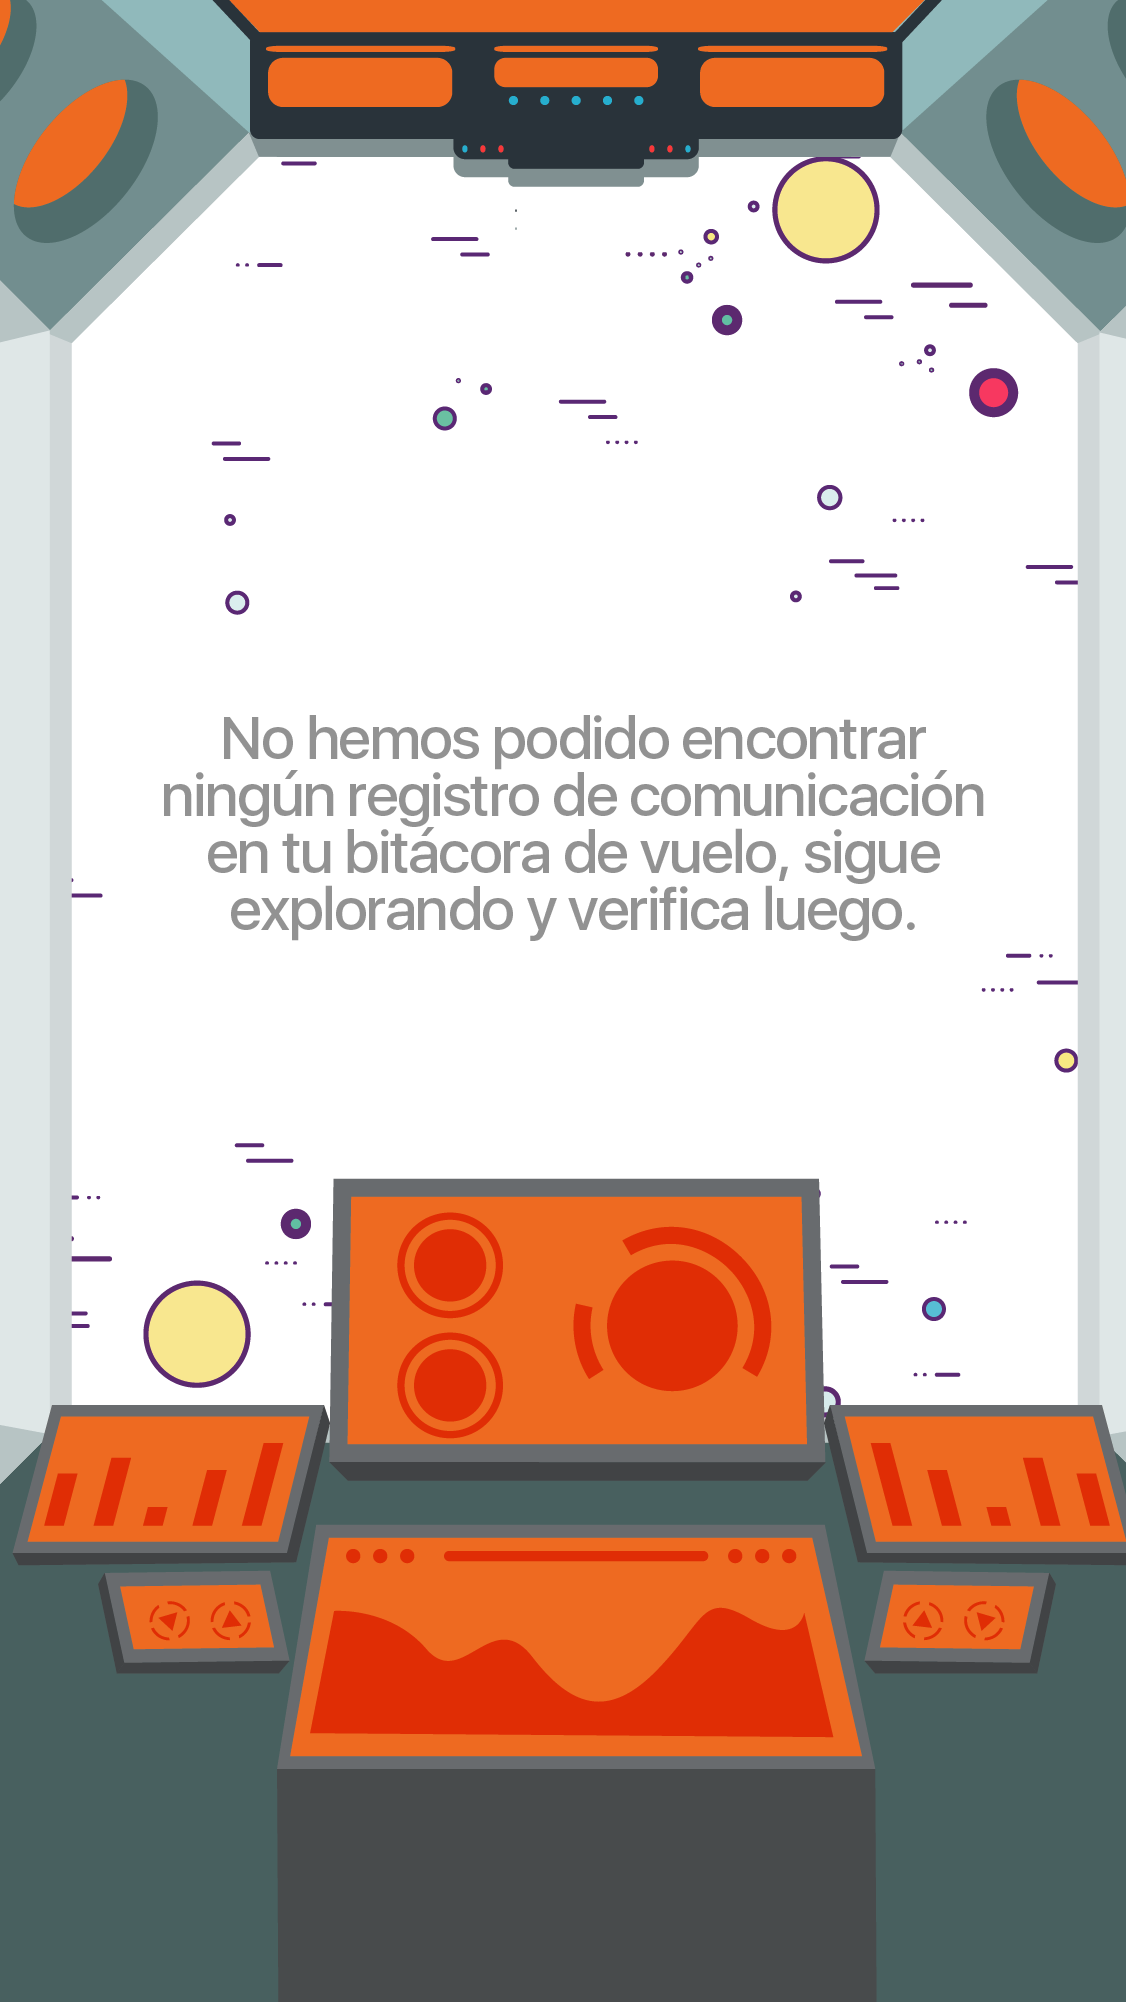 No hemos podido encontrar
ningún registro de comunicación
en tu bitácora de vuelo, sigue
explorando y verifica luego.